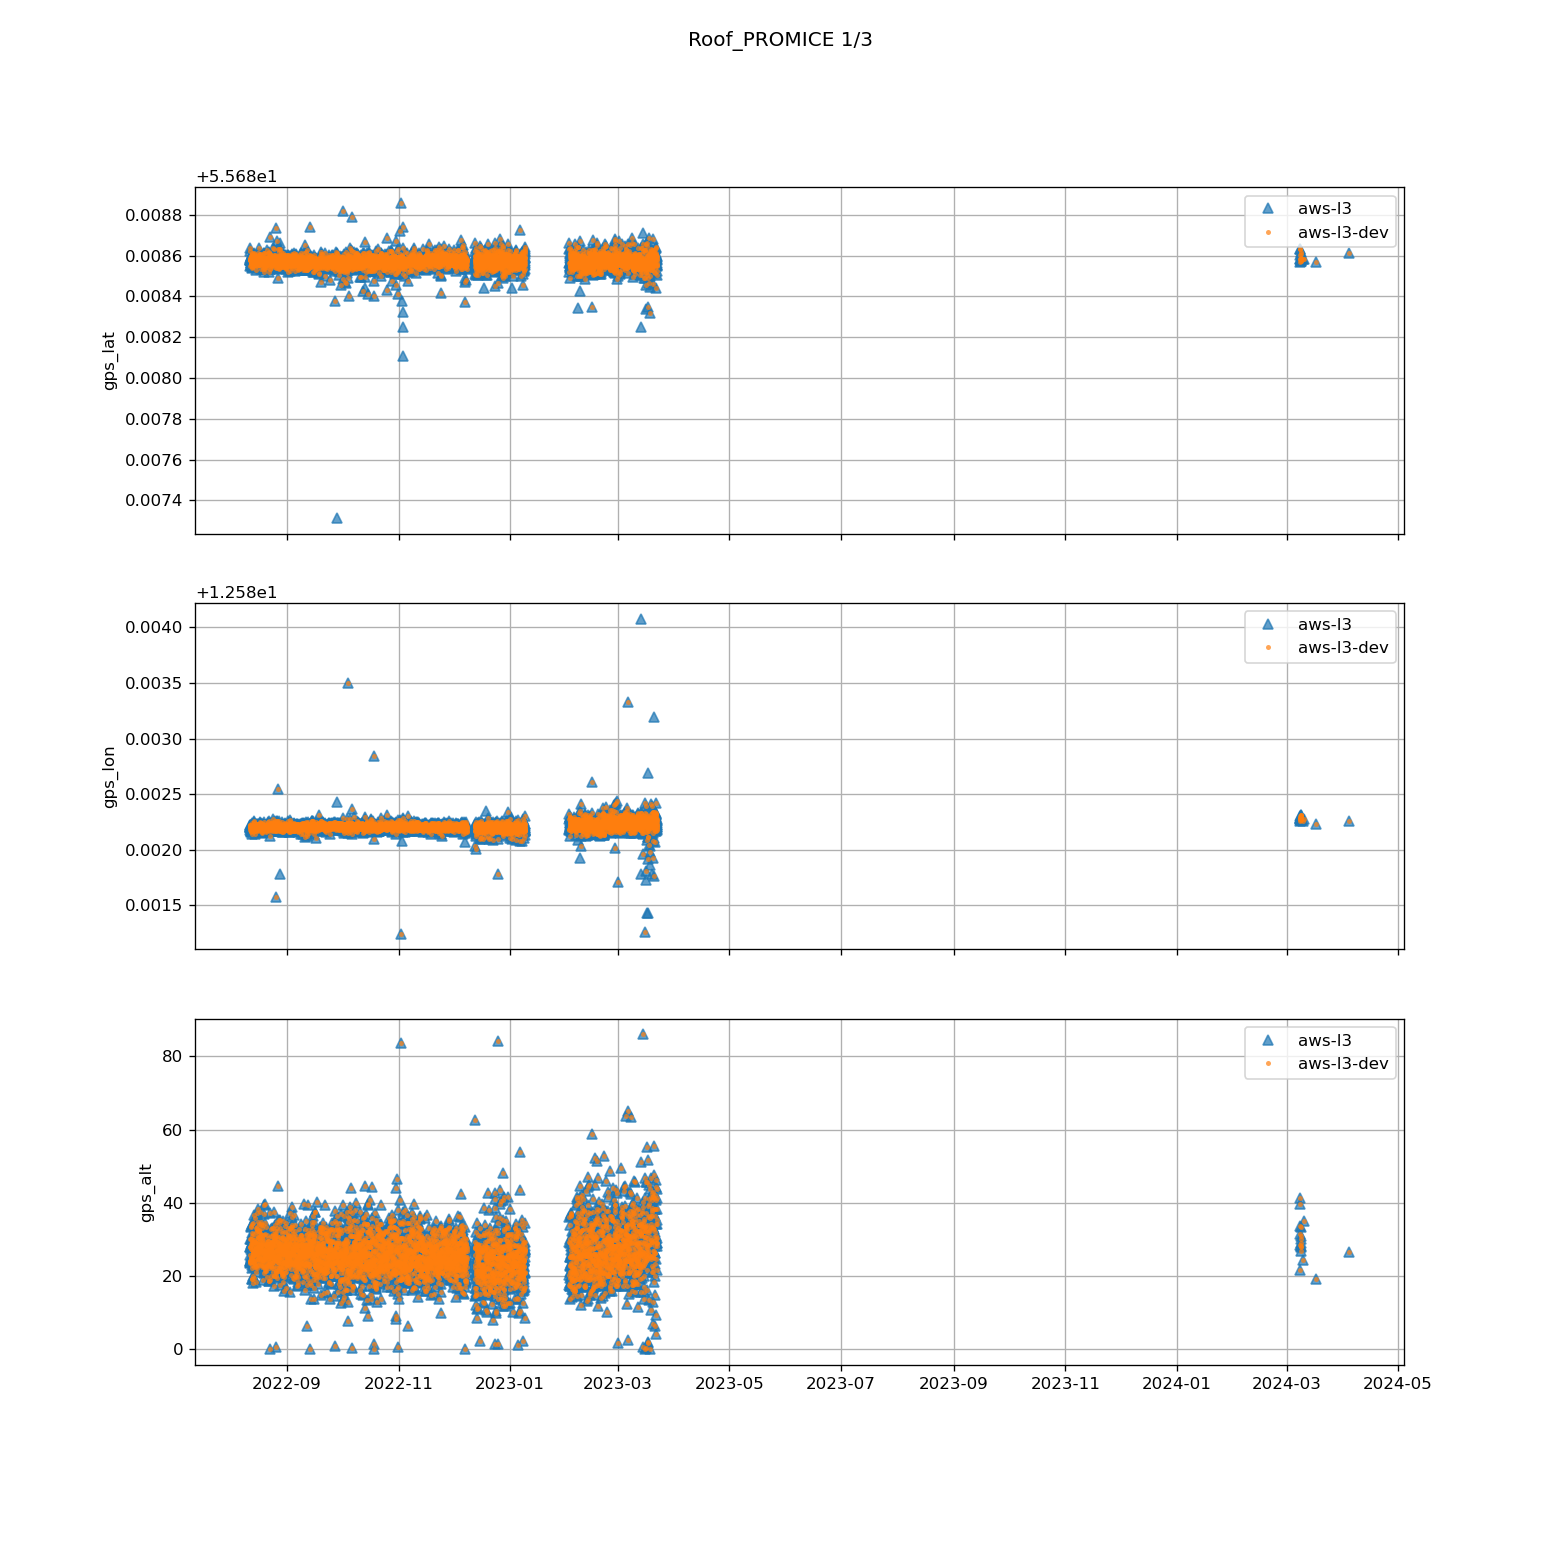 Roof_PROMICE 1/3
+5.568e1
0.0088
0.0086
0.0084
0.0082
0.0080
0.0078
0.0076
0.0074
gps_lat
aws-l3
aws-l3-dev
+1.258e1
0.0040
0.0035
0.0030
0.0025
0.0020
0.0015
gps_lon
aws-l3
aws-l3-dev
80
60
40
20
0
gps_alt
aws-l3
aws-l3-dev
2022-09 2022-11 2023-01 2023-03 2023-05 2023-07 2023-09 2023-11 2024-01 2024-03 2024-05